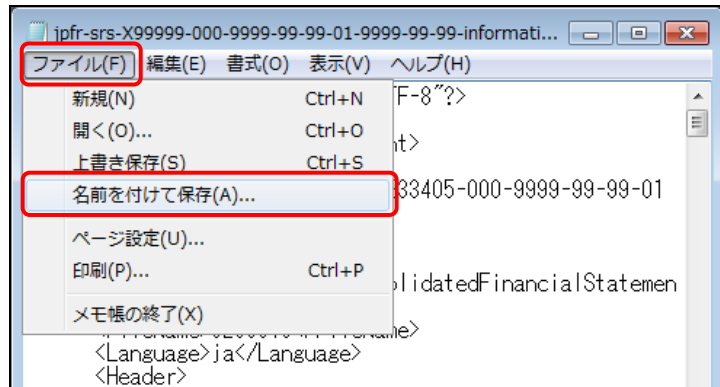 jpfr-srs-X99999-000-9999-99-99-01-9999-99-99-informati...
ファイル(F) 編集(E) 書式(O) 表示(V) ヘルプ(H)
新規(N) Ctrl+N F-8"?>
開く(O)... Ctrl+O
上書き保存(S) Ctrl+S nt>
名前を付けて保存(A)... 33405-000-9999-99-99-01
ページ設定(U)...
印刷(P)... Ctrl+P lidatedFinancialStatemen
メモ帳の終了(X)
<Language>ja</Language>
<Header>